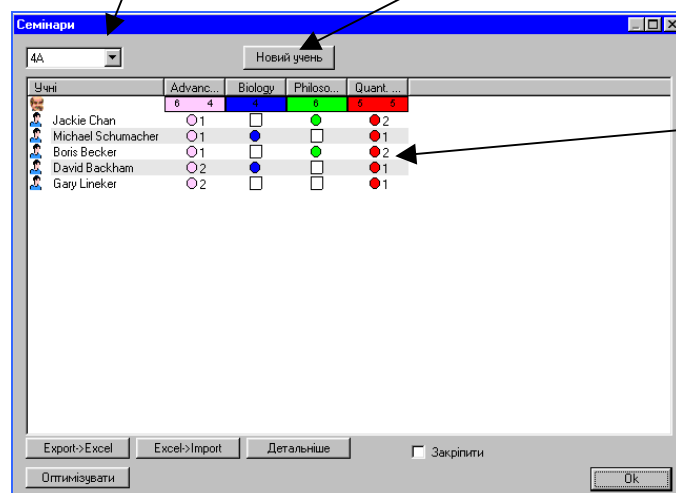 Семінари
4A
Новий учень
Учні Advanc... Biology Philoso... Quant. ...
6 4 4 6 6 6
Jackie Chan 1 2
Michael Schumacher 1 1
Boris Becker 1 2
David Backham 2 1
Gary Lineker 2 1
Export->Excel Excel->Import Детальніше Закріпити
Оптимізувати Ok